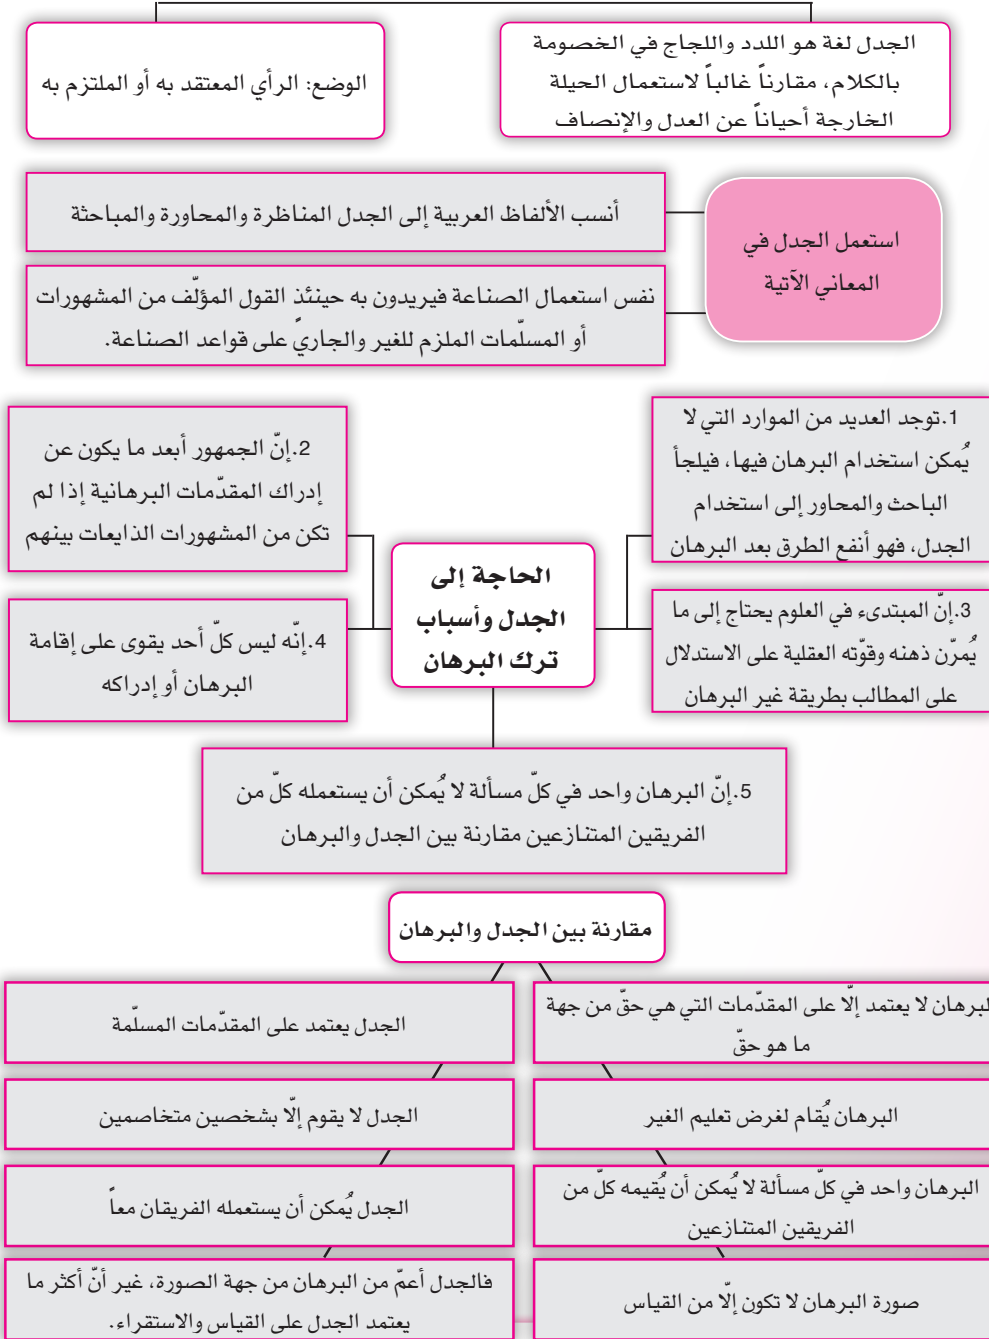 الجدل لغة هو اللدد واللجاج في الخصومة
بالكلام، مقارناً غالباً لاستعمال الحيلة
الخارجة أحياناً عن العدل والإنصاف
الوضع: الرأي المعتقد به أو الملتزم به
استعمل الجدل في
المعاني الآتية
أنسب الألفاظ العربية إلى الجدل المناظرة والمحاورة والمباحثة
نفس استعمال الصناعة فيريدون به حينئذ القول المؤلّف من المشهورات
أو المسلّمات الملزم للغير والجاريّ على قواعد الصناعة.
1.توجد العديد من الموارد التي لا
يُمكن استخدام البرهان فيها، فيلجأ
الباحث والمحاور إلى استخدام
الجدل، فهو أنفع الطرق بعد البرهان
2.إنّ الجمهور أبعد ما يكون عن
إدراك المقدّمات البرهانية إذا لم
تكن من المشهورات الذايعات بينهم
الحاجة إلى
الجدل وأسباب
ترك البرهان
3.إنّ المبتدىء في العلوم يحتاج إلى ما
يُمرّن ذهنه وقوّته العقلية على الاستدلال
على المطالب بطريقة غير البرهان
4.إنّه ليس كلّ أحد يقوى على إقامة
البرهان أو إدراكه
5.إنّ البرهان واحد في كلّ مسألة لا يُمكن أن يستعمله كلّ من
الفريقين المتنازعين مقارنة بين الجدل والبرهان
مقارنة بين الجدل والبرهان
البرهان لا يعتمد إلّا على المقدّمات التي هي حقّ من جهة
ما هو حقّ
الجدل يعتمد على المقدّمات المسلّمة
البرهان يُقام لغرض تعليم الغير
الجدل لا يقوم إلّا بشخصين متخاصمين
البرهان واحد في كلّ مسألة لا يُمكن أن يُقيمه كلّ من
الفريقين المتنازعين
الجدل يُمكن أن يستعمله الفريقان معاً
صورة البرهان لا تكون إلّا من القياس
فالجدل أعمّ من البرهان من جهة الصورة، غير أنّ أكثر ما
يعتمد الجدل على القياس والاستقراء.